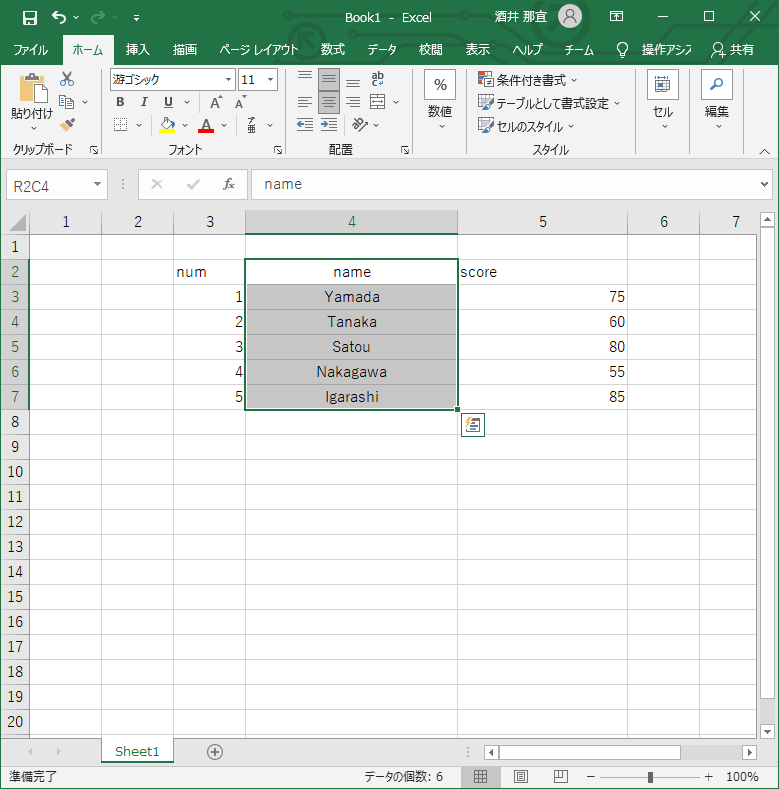 Book1 - Excel
酒井 那宜
ファイル ホーム 挿入 描画 ページ レイアウト 数式 データ 校閲 表示 ヘルプ チーム 操作アシス 共有
貼り付け
クリップボード
游ゴシック 11
B I U A A
A 亜
フォント
ab
配置
%
数値
条件付き書式
テーブルとして書式設定
セルのスタイル
スタイル
セル
編集
R2C4 fx name
1 2 3 4 5 6 7
1
2 num name score
3 1 Yamada 75
4 2 Tanaka 60
5 3 Satou 80
6 4 Nakagawa 55
7 5 Igarashi 85
8
9
10
11
12
13
14
15
16
17
18
19
20
Sheet1
準備完了 データの個数: 6 - + 100%